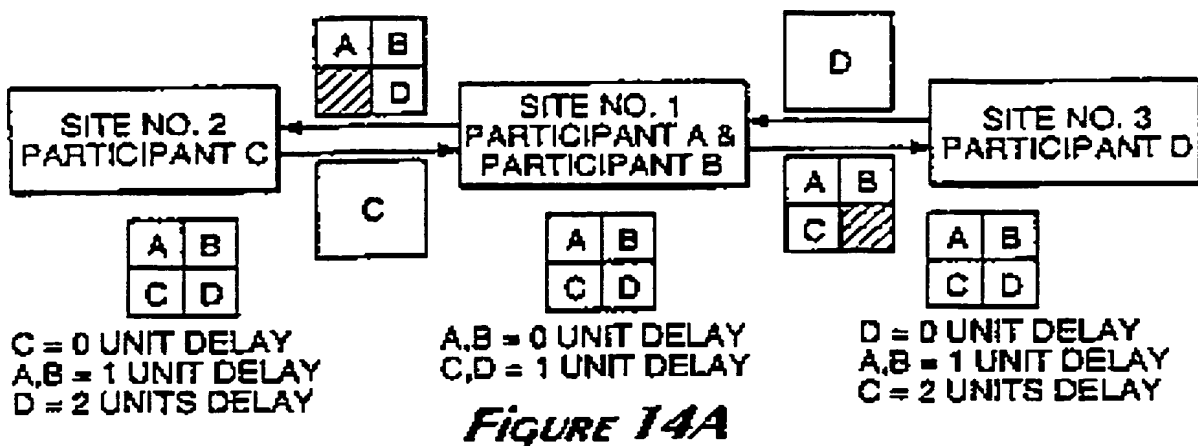 A B
D
SITE NO. 2
PARTICIPANT C
SITE NO. 1
PARTICIPANT A &
PARTICIPANT B
D
SITE NO. 3
PARTICIPANT D
C
A B
C
A B
C D
A B
C D
A B
C D
C = 0 UNIT DELAY
A,B = 1 UNIT DELAY
D = 2 UNITS DELAY
A,B = 0 UNIT DELAY
C,D = 1 UNIT DELAY
D = 0 UNIT DELAY
A,B = 1 UNIT DELAY
C = 2 UNITS DELAY
FIGURE 14A